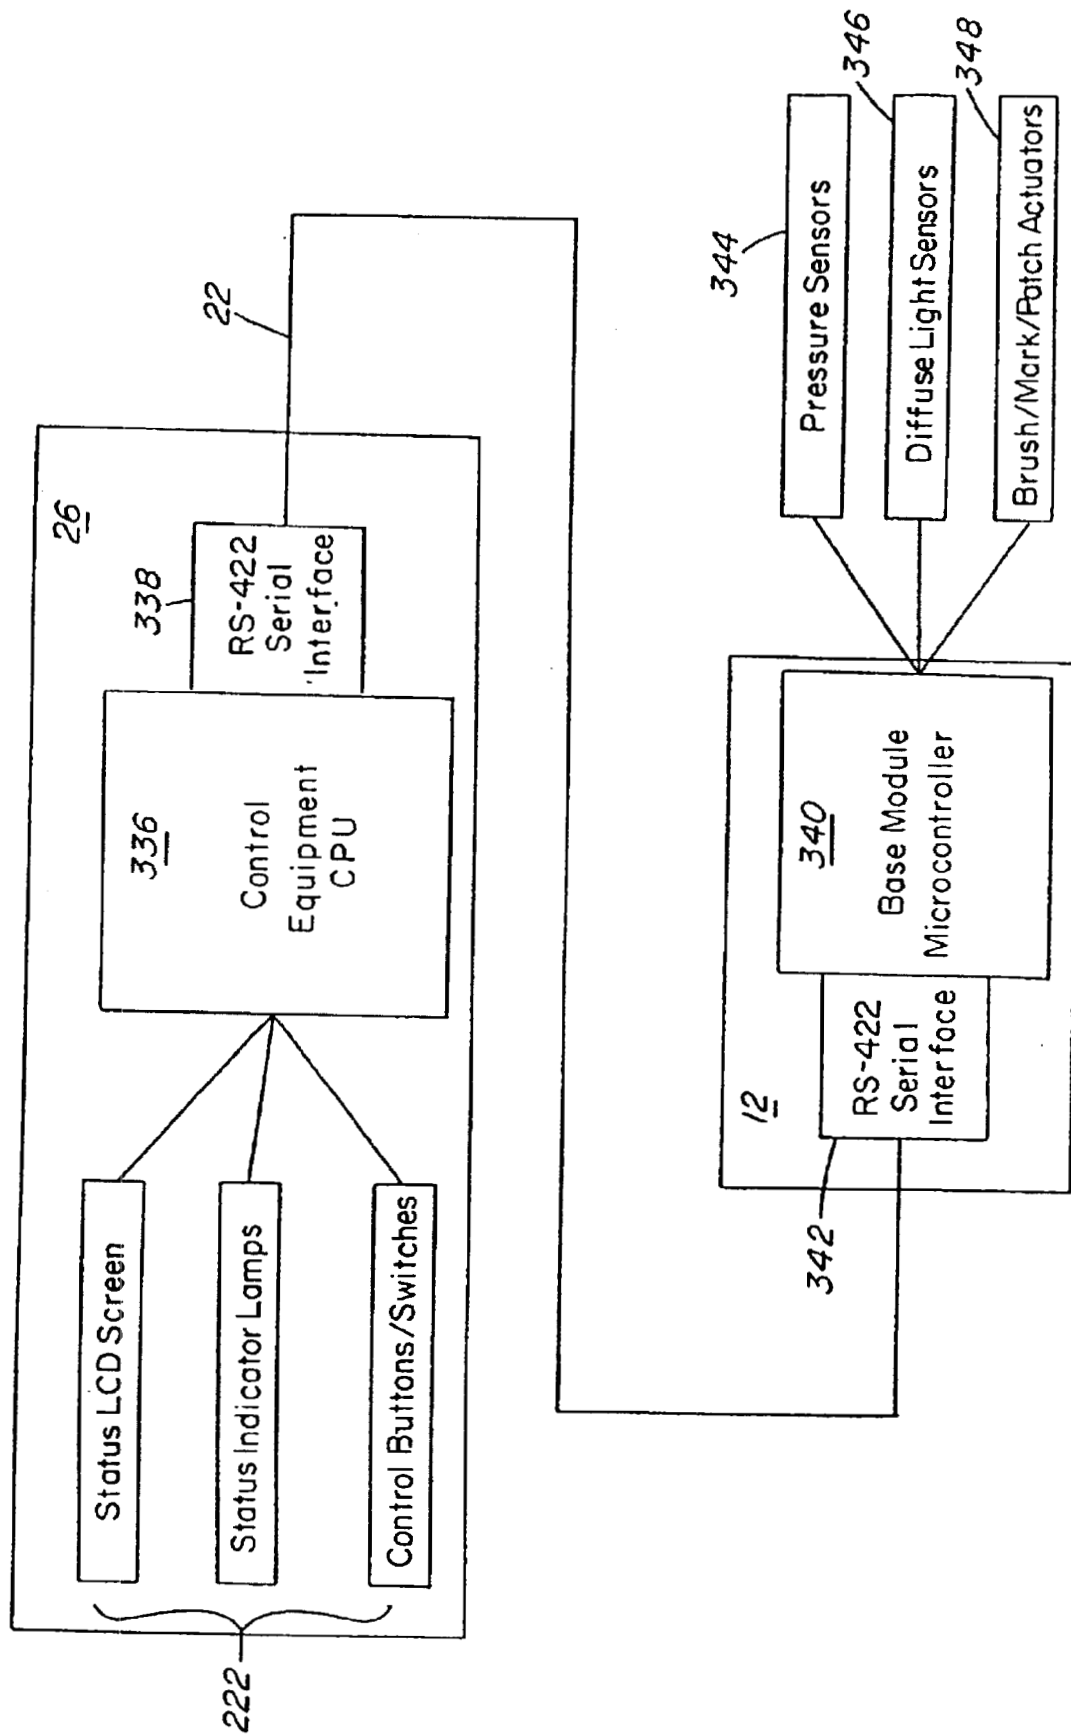 26
22
338
RS-422
Serial
Interface
336
Control
Equipment
CPU
Status LCD Screen
Status Indicator Lamps
Control Buttons/Switches
222
12
342
RS-422
Serial
Interface
340
Base Module
Microcontroller
344
Pressure Sensors
346
Diffuse Light Sensors
348
Brush/Mark/Patch Actuators